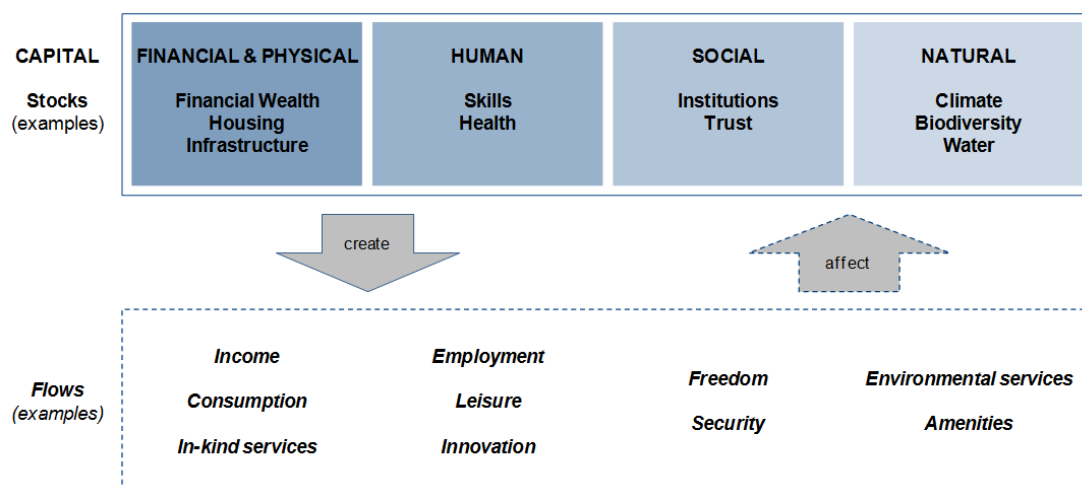 CAPITAL
Stocks
(examples)
FINANCIAL & PHYSICAL
Financial Wealth
Housing
Infrastructure
HUMAN
Skills
Health
SOCIAL
Institutions
Trust
NATURAL
Climate
Biodiversity
Water
create
affect
Flows
(examples)
Income
Consumption
In-kind services
Employment
Leisure
Innovation
Freedom
Security
Environmental services
Amenities